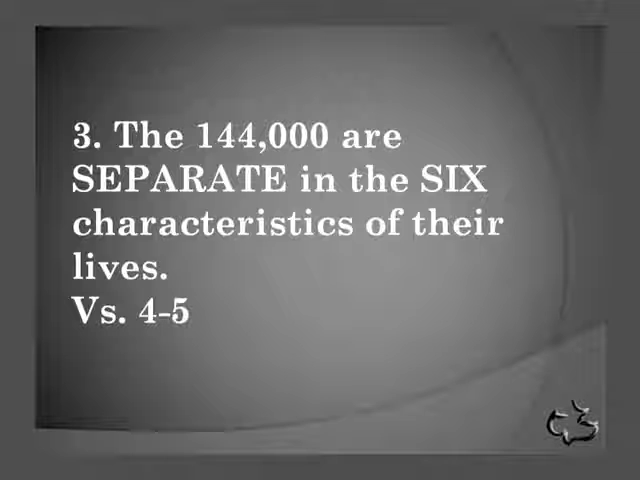 3. The 144,000 are
SEPARATE in the SIX
characteristics of their
lives.
Vs. 4-5